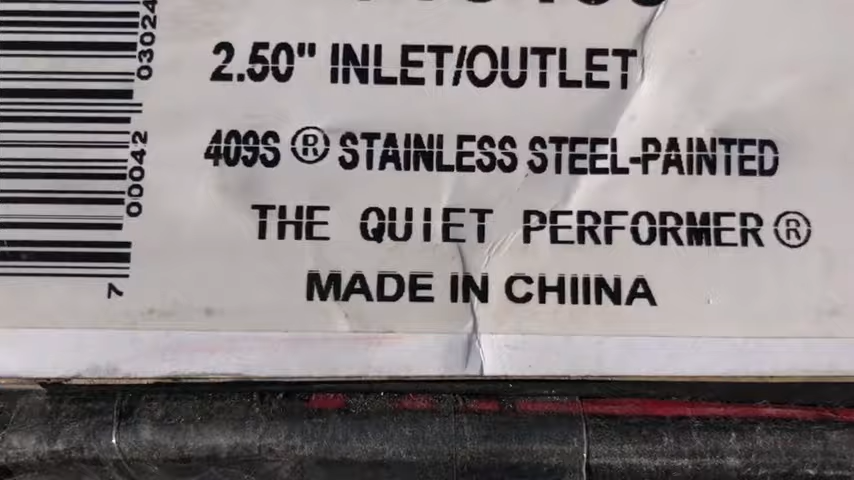 2.50" INLET/OUTLET
409S ® STAINLESS STEEL-PAINTED
THE QUIET PERFORMER®
MADE IN CHIINA
03024
00042
7